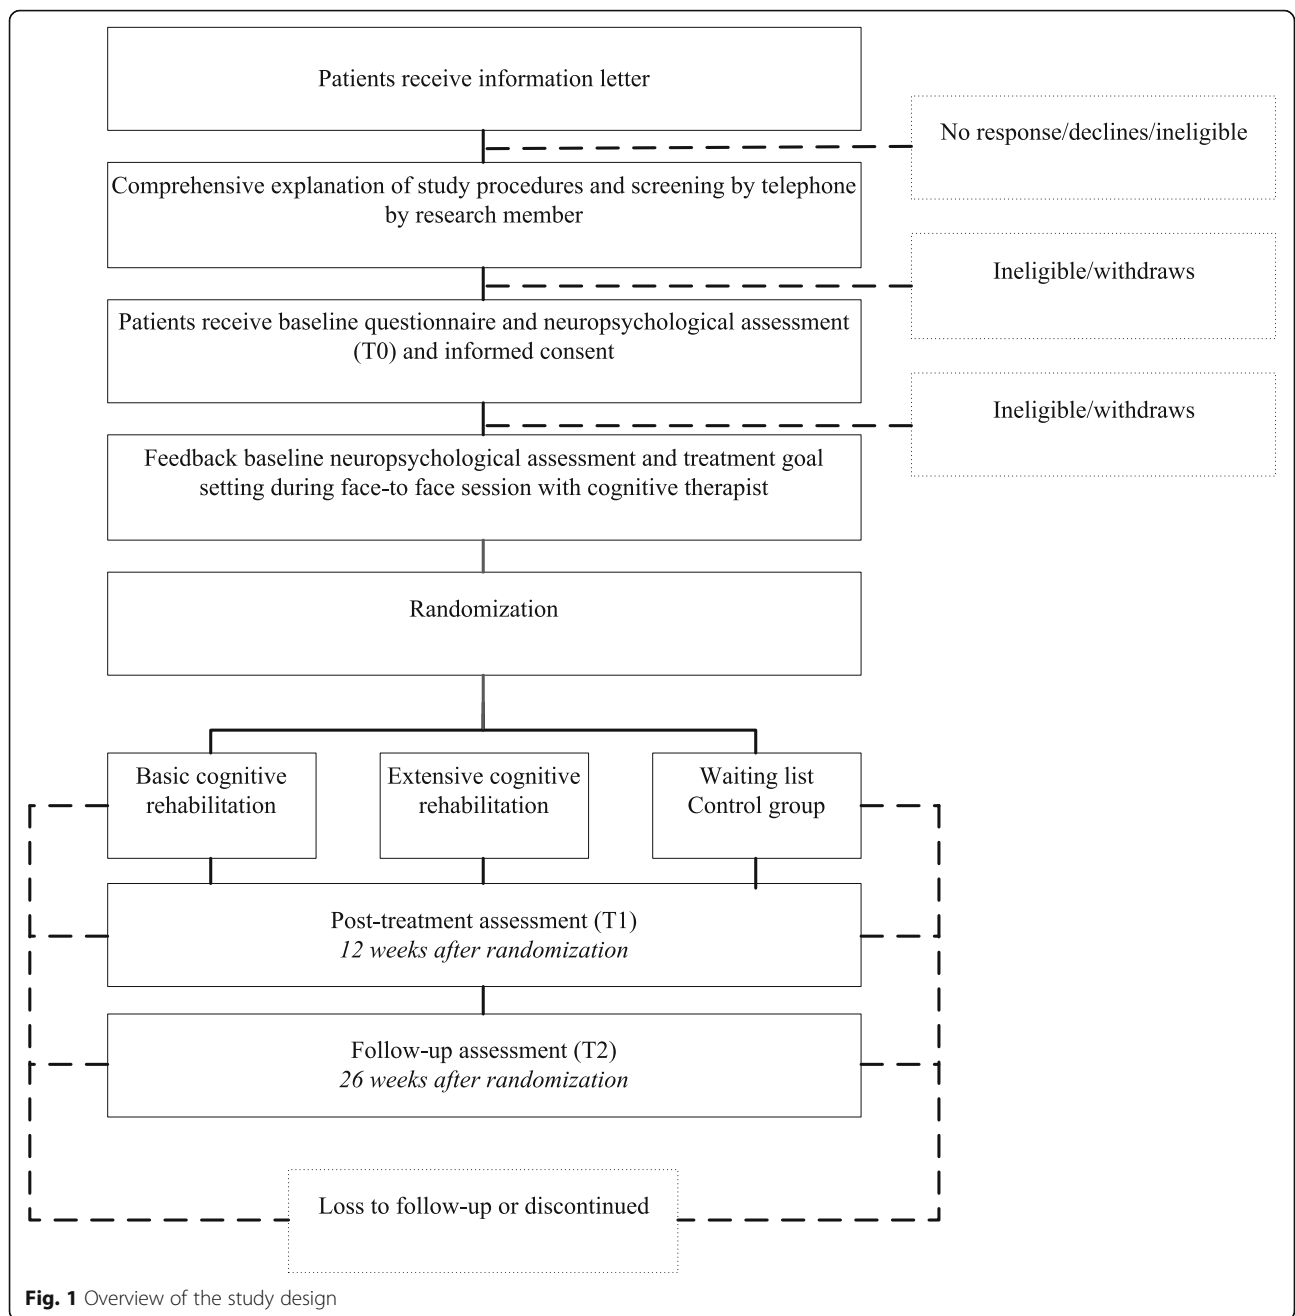 Patients receive information letter
No response/declines/ineligible
Comprehensive explanation of study procedures and screening by telephone
by research member
Ineligible/withdraws
Patients receive baseline questionnaire and neuropsychological assessment
(T0) and informed consent
Ineligible/withdraws
Feedback baseline neuropsychological assessment and treatment goal
setting during face-to face session with cognitive therapist
Randomization
Basic cognitive
rehabilitation
Extensive cognitive
rehabilitation
Waiting list
Control group
Post-treatment assessment (T1)
12 weeks after randomization
Follow-up assessment (T2)
26 weeks after randomization
Loss to follow-up or discontinued
Fig. 1 Overview of the study design